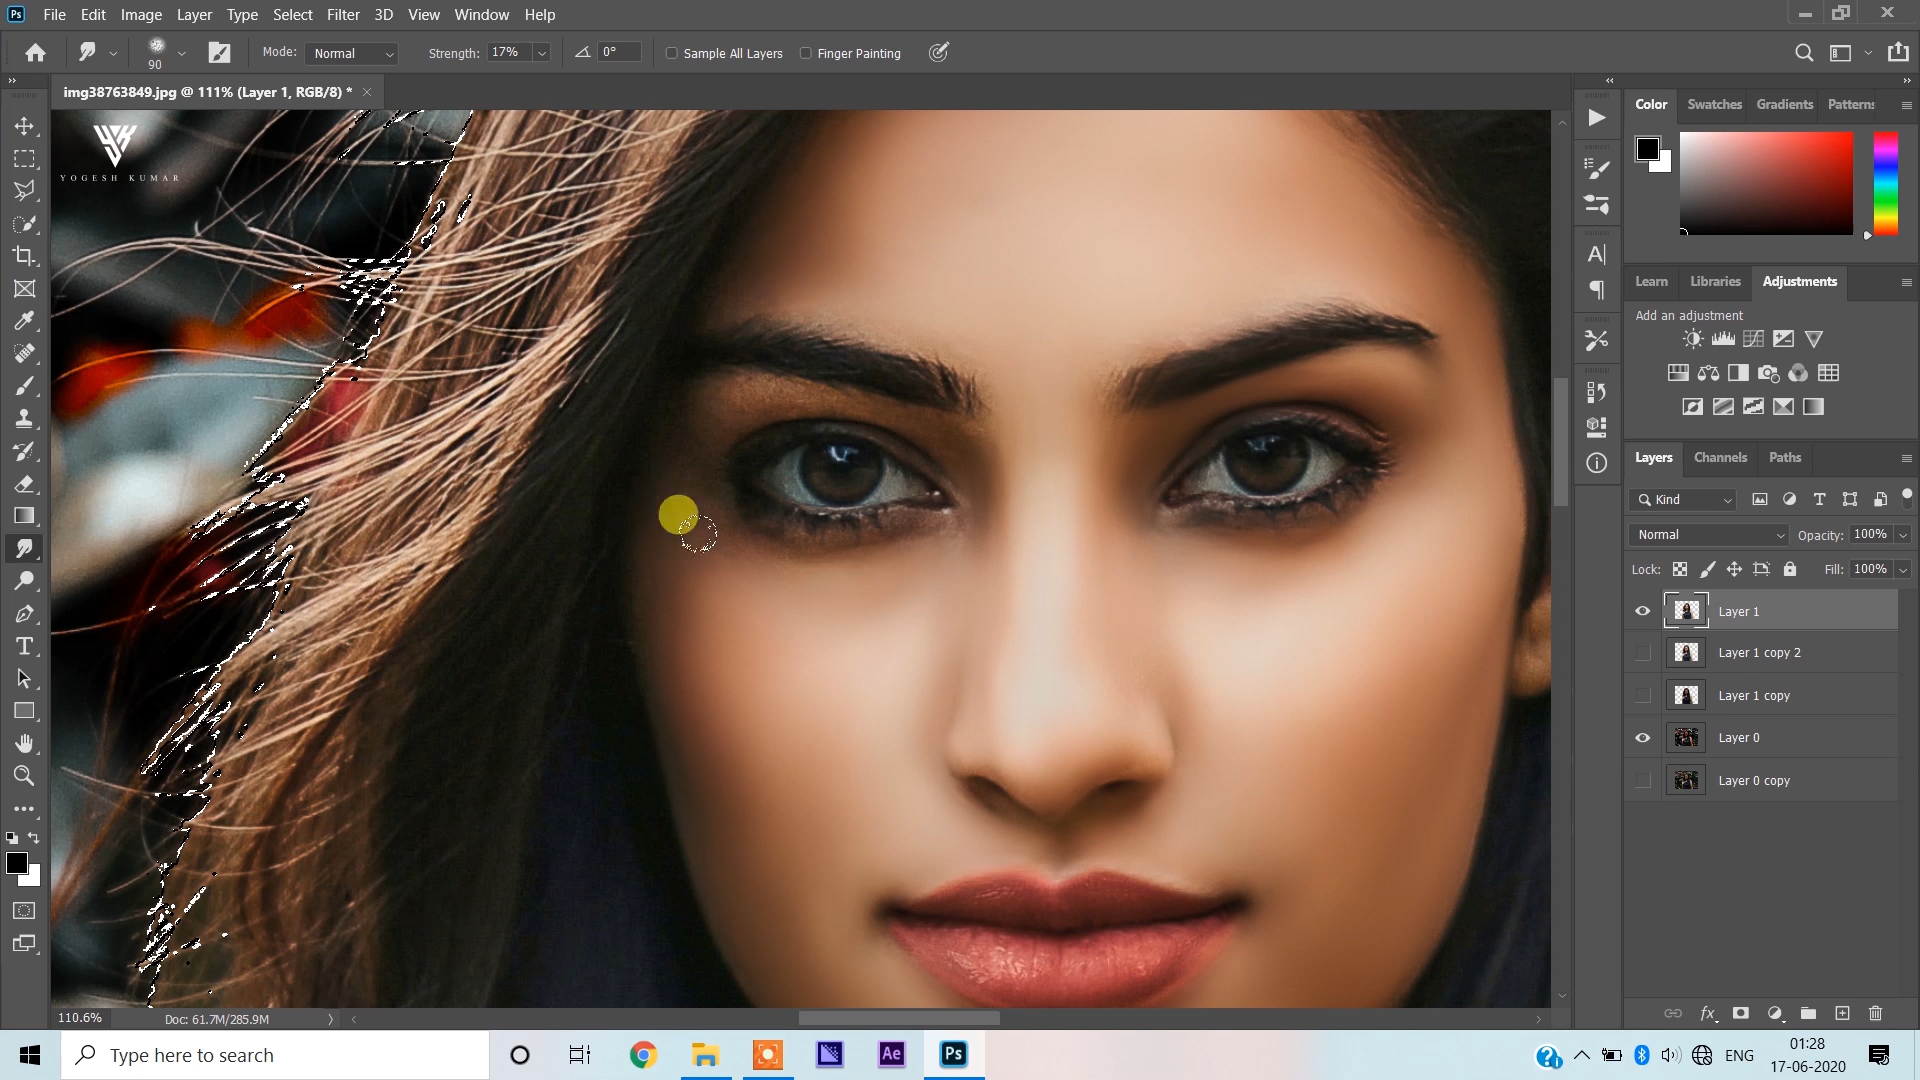 Ps File Edit Image Layer Type Select Filter 3D View Window Help
90 Mode: Normal Strength: 17% 0° Sample All Layers Finger Painting
img38763849.jpg @ 111% (Layer 1, RGB/8) *
YOGESH KUMAR
Color Swatches Gradients Patterns
Learn Libraries Adjustments
Add an adjustment
Layers Channels Paths
Kind
Normal Opacity: 100%
Lock: Fill: 100%
Layer 1
Layer 1 copy 2
Layer 1 copy
Layer 0
Layer 0 copy
fx
110.6% Doc: 61.7M/285.9M
Type here to search
Ae Ps
ENG
01:28
17-06-2020